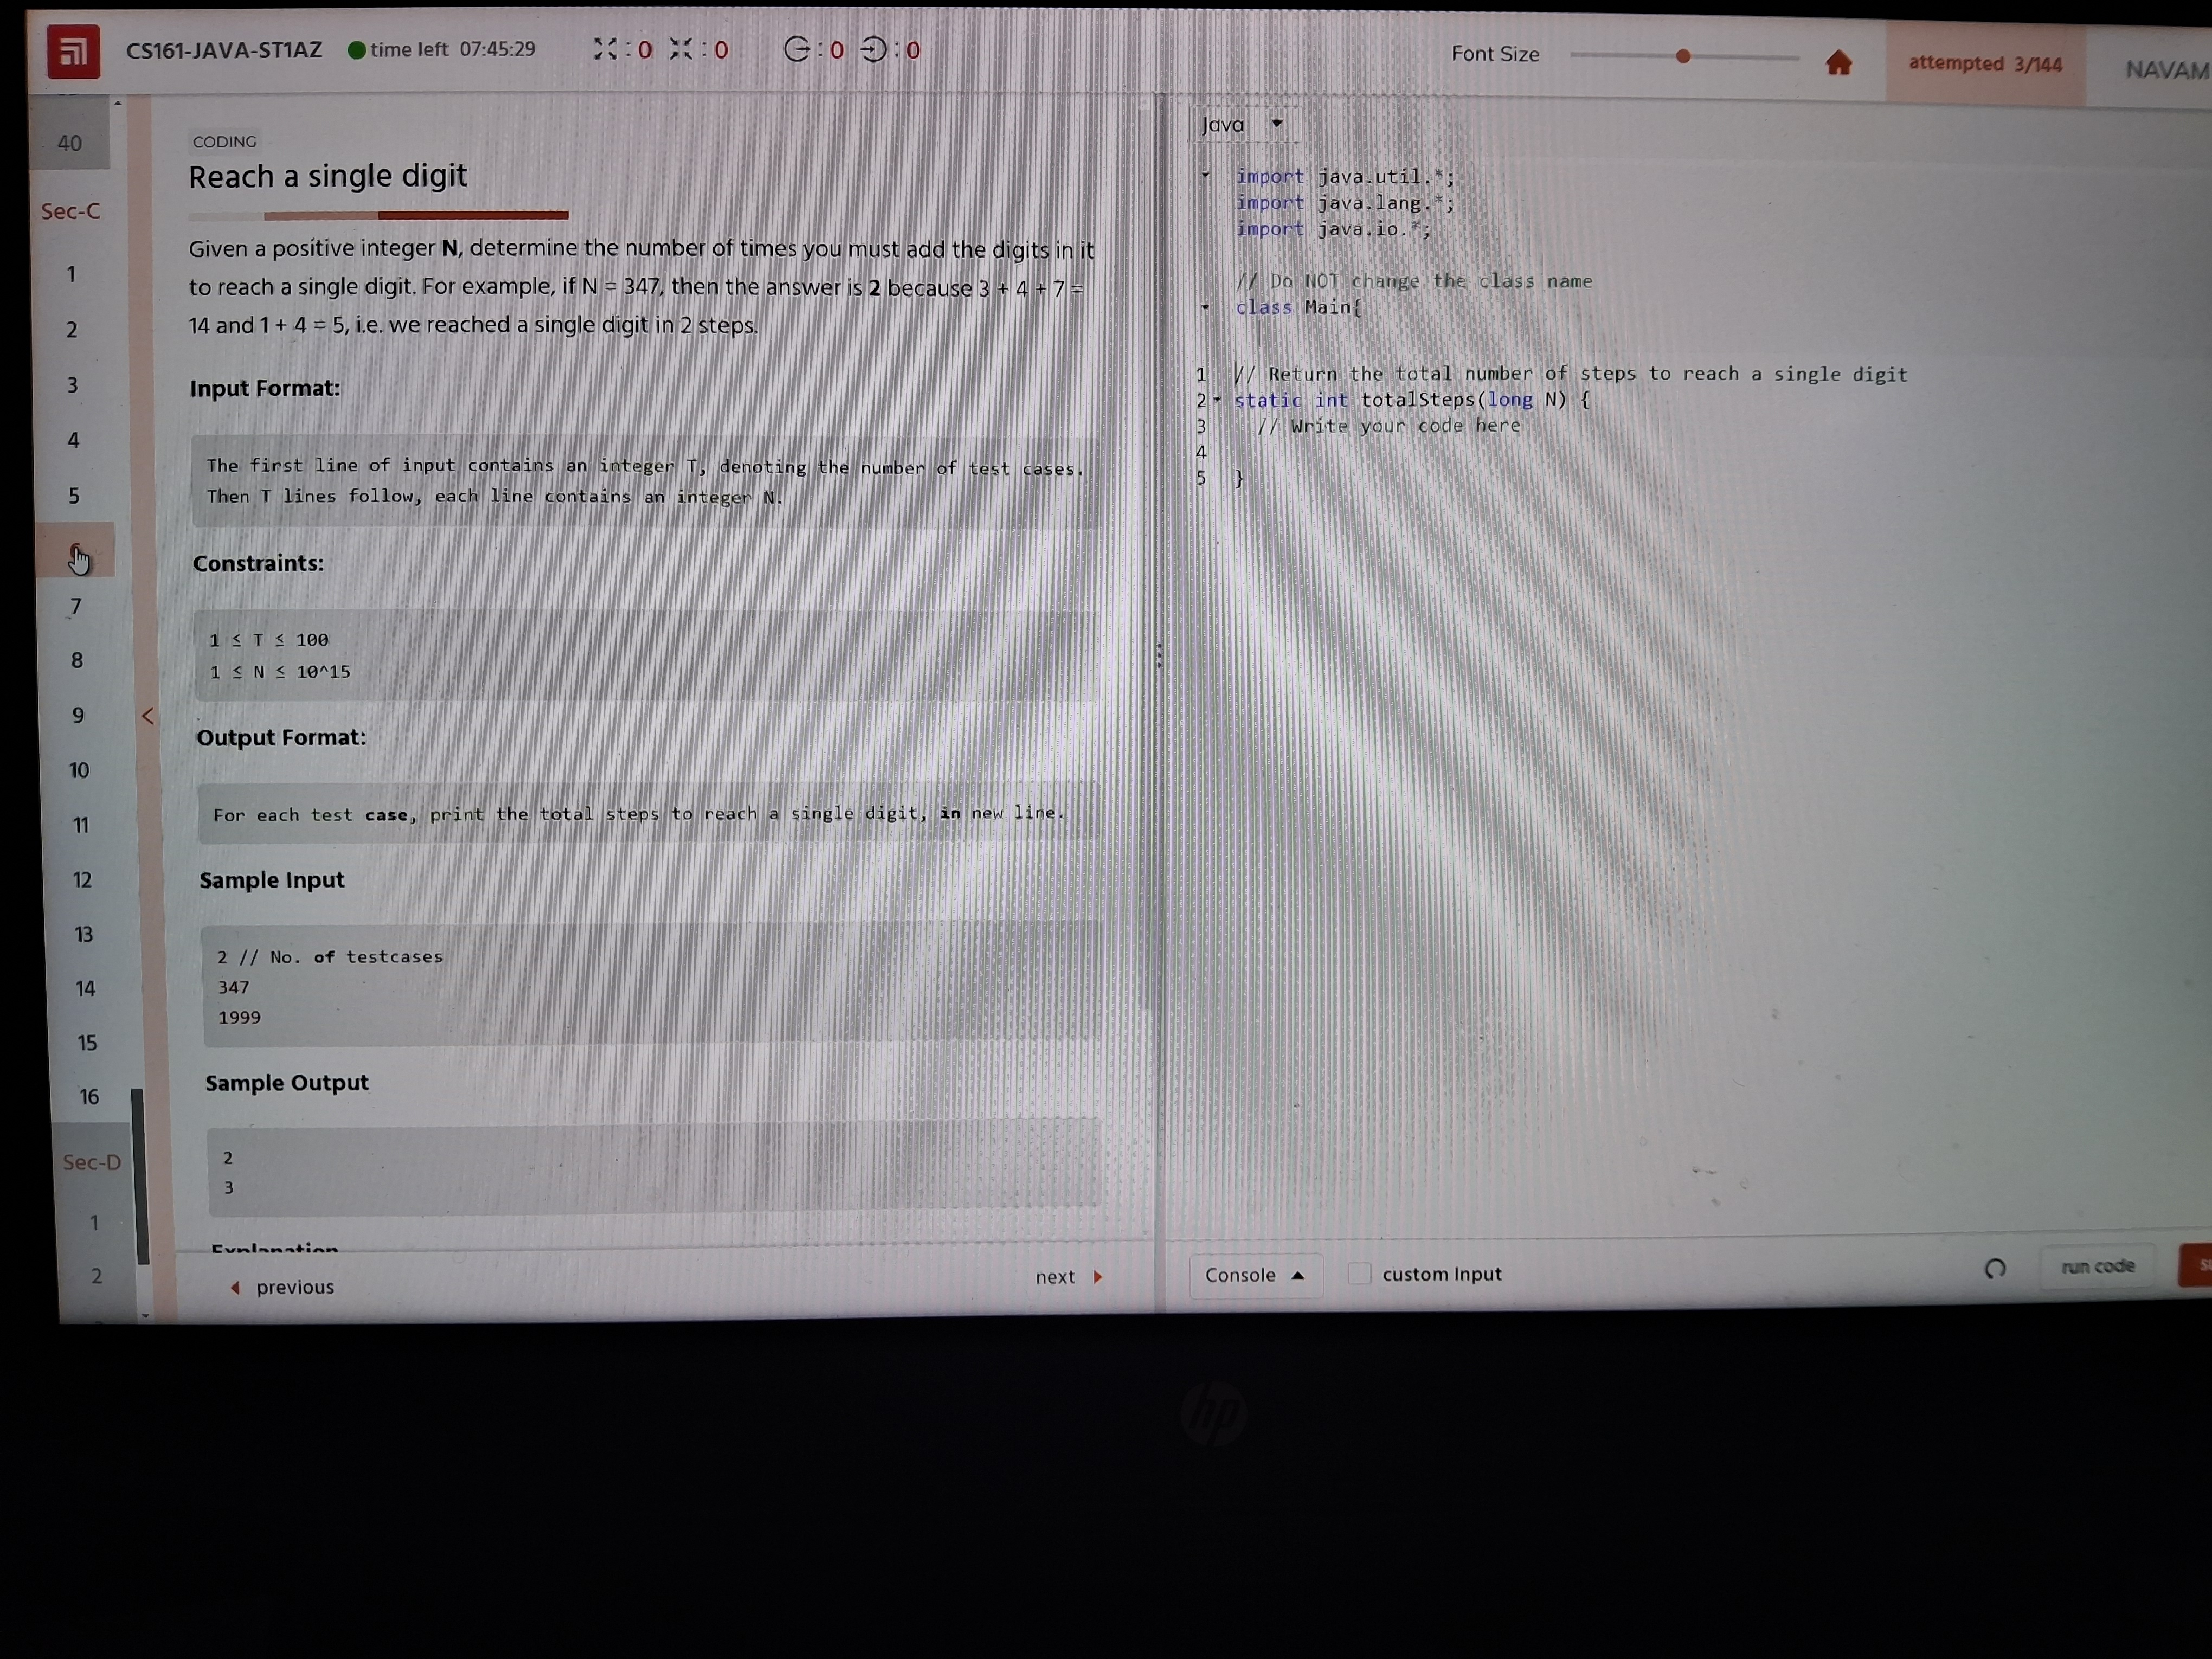 CS161-JAVA-ST1AZ time left 07:45:29 :0 :0 :0 :0 Font Size attempted 3/144 NAVAM
40
Sec-C
1
2
3
4
5
7
8
9
10
11
12
13
14
15
16
Sec-D
1
2
CODING
Reach a single digit
Given a positive integer N, determine the number of times you must add the digits in it
to reach a single digit. For example, if N = 347, then the answer is 2 because 3 + 4 + 7 =
14 and 1 + 4 = 5, i.e. we reached a single digit in 2 steps.
Input Format:
The first line of input contains an integer T, denoting the number of test cases.
Then T lines follow, each line contains an integer N.
Constraints:
1 ≤ T ≤ 100
1 ≤ N ≤ 10^15
Output Format:
For each test case, print the total steps to reach a single digit, in new line.
Sample Input
2 // No. of testcases
347
1999
Sample Output
2
3
Explanation
previous
next
Java
import java.util.*;
import java.lang.*;
import java.io.*;
// Do NOT change the class name
class Main{
1 // Return the total number of steps to reach a single digit
2 static int totalSteps(long N) {
3 // Write your code here
4
5 }
Console custom Input run code
hp